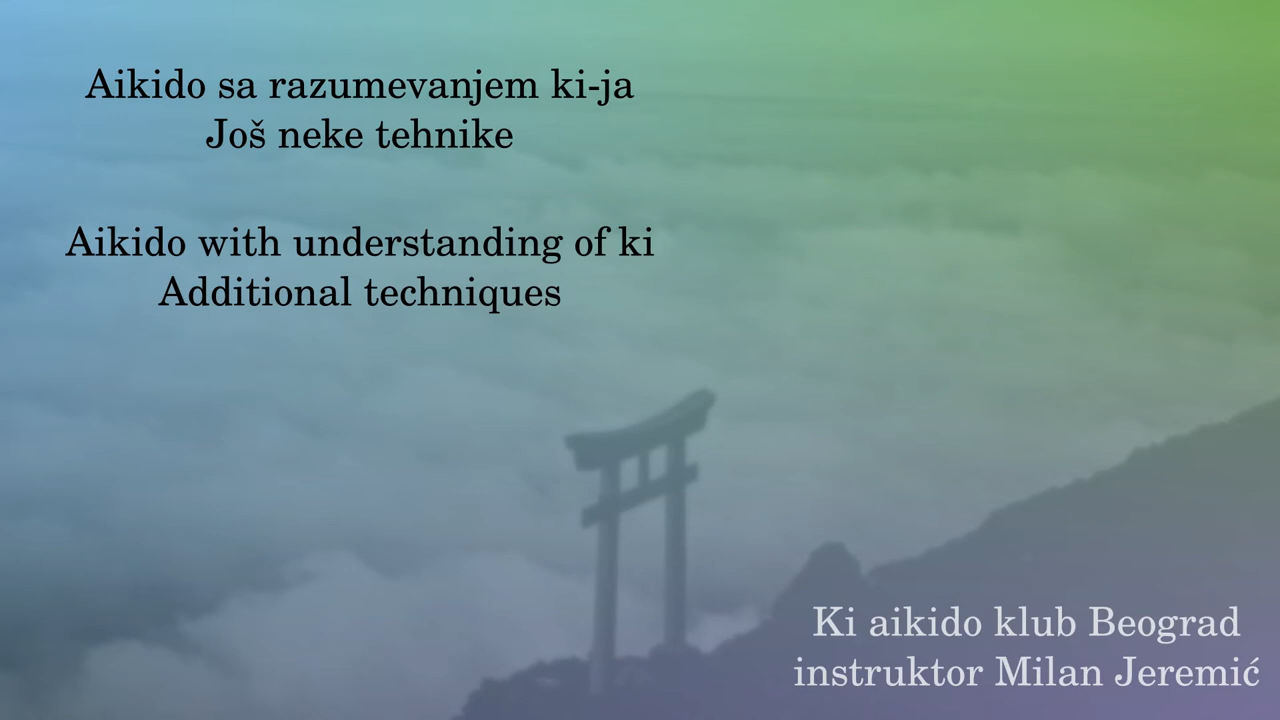 Aikido sa razumevanjem ki-ja
Još neke tehnike
Aikido with understanding of ki
Additional techniques
Ki aikido klub Beograd
instruktor Milan Jeremić